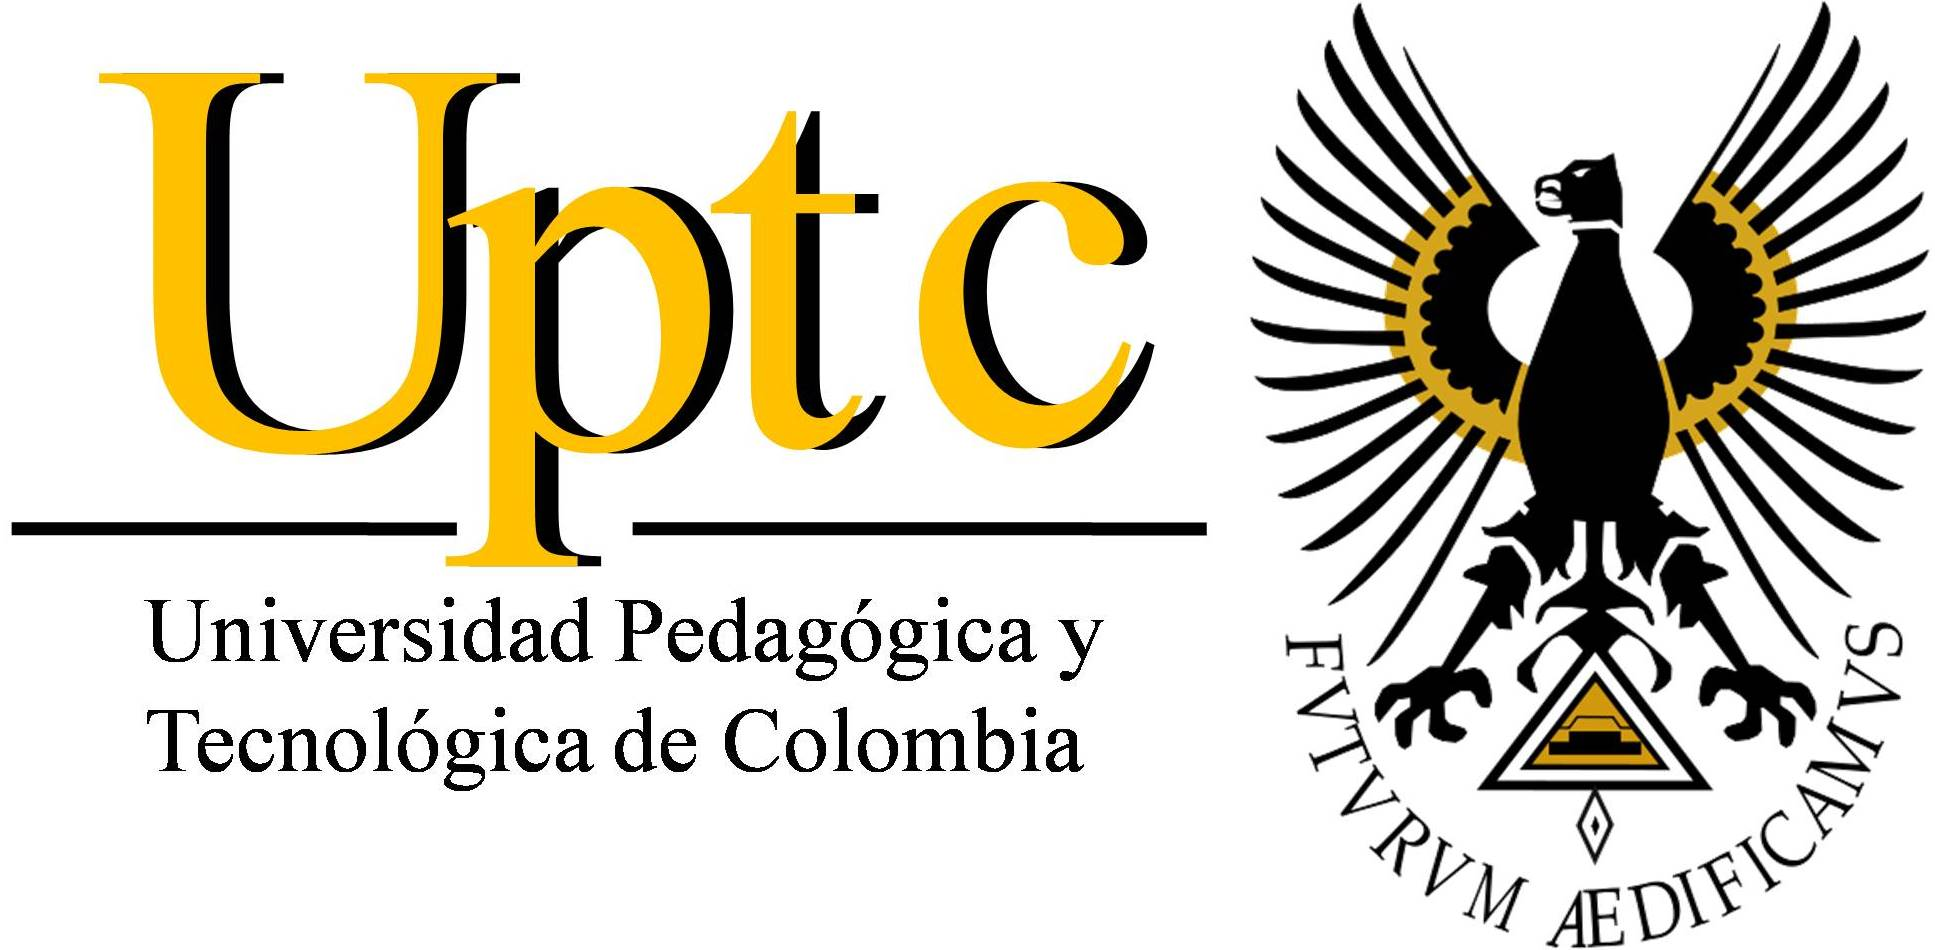 Uptc
Universidad Pedagógica y
Tecnológica de Colombia
FVTVRVM ÆDIFICAMVS